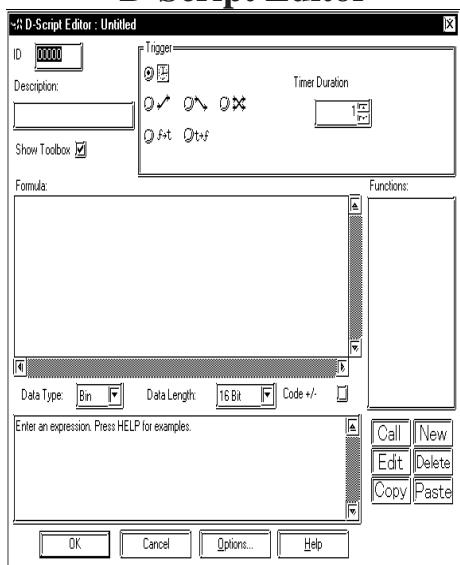 D-Script Editor
D-Script Editor : Untitled
ID 00000
Trigger
Description:
Timer Duration
1
f→t t→f
Show Toolbox
Formula:
Functions:
Data Type: Bin Data Length: 16 Bit Code +/-
Enter an expression. Press HELP for examples.
Call New
Edit Delete
Copy Paste
OK Cancel Options... Help